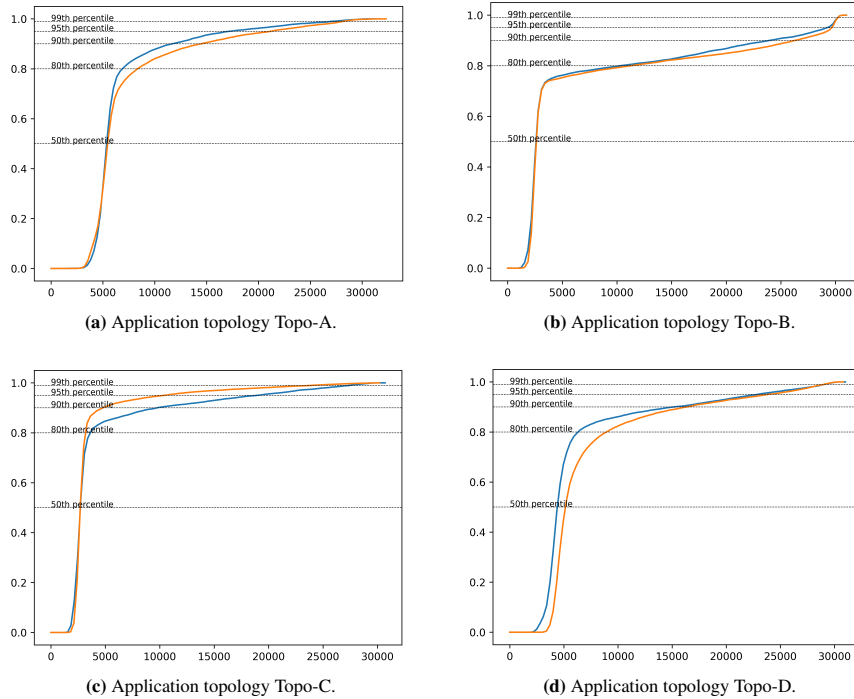 1.0
0.8
0.6
0.4
0.2
0.0
99th percentile
95th percentile
90th percentile
80th percentile
50th percentile
0 5000 10000 15000 20000 25000 30000
(a) Application topology Topo-A.
1.0
0.8
0.6
0.4
0.2
0.0
99th percentile
95th percentile
90th percentile
80th percentile
50th percentile
0 5000 10000 15000 20000 25000 30000
(b) Application topology Topo-B.
1.0
0.8
0.6
0.4
0.2
0.0
99th percentile
95th percentile
90th percentile
80th percentile
50th percentile
0 5000 10000 15000 20000 25000 30000
(c) Application topology Topo-C.
1.0
0.8
0.6
0.4
0.2
0.0
99th percentile
95th percentile
90th percentile
80th percentile
50th percentile
0 5000 10000 15000 20000 25000 30000
(d) Application topology Topo-D.